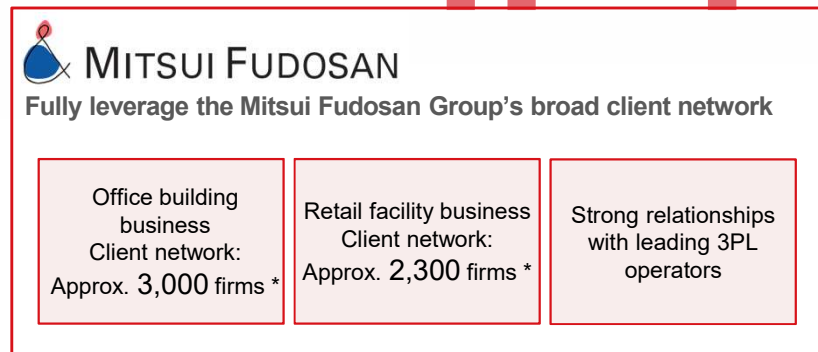 MITSUI FUDOSAN
Fully leverage the Mitsui Fudosan Group's broad client network
Office building
business
Client network:
Approx. 3,000 firms *
Retail facility business
Client network:
Approx. 2,300 firms *
Strong relationships
with leading 3PL
operators